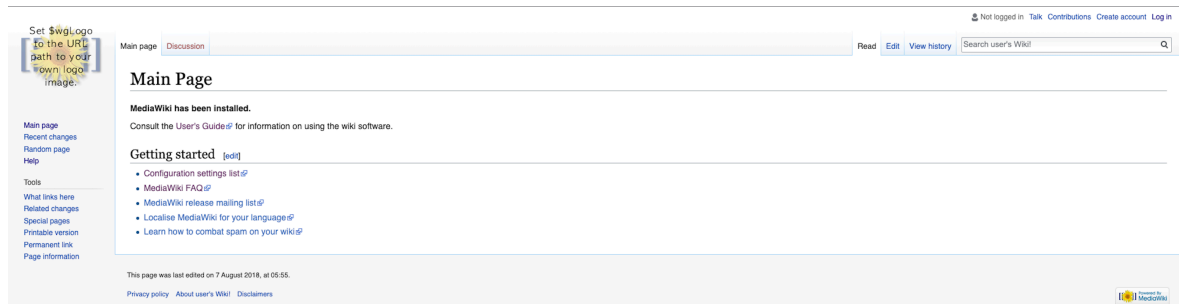 Not logged in Talk Contributions Create account Log in
Set $wgLogo
to the URL
path to your
own logo
image.
Main page Discussion
Read Edit View history Search user's Wiki!
Main Page
MediaWiki has been installed.
Consult the User's Guide for information on using the wiki software.
Getting started [edit]
Configuration settings list
MediaWiki FAQ
MediaWiki release mailing list
Localise MediaWiki for your language
Learn how to combat spam on your wiki
Main page
Recent changes
Random page
Help
Tools
What links here
Related changes
Special pages
Printable version
Permanent link
Page information
This page was last edited on 7 August 2018, at 05:55.
Privacy policy About user's Wiki! Disclaimers
Powered By
MediaWiki